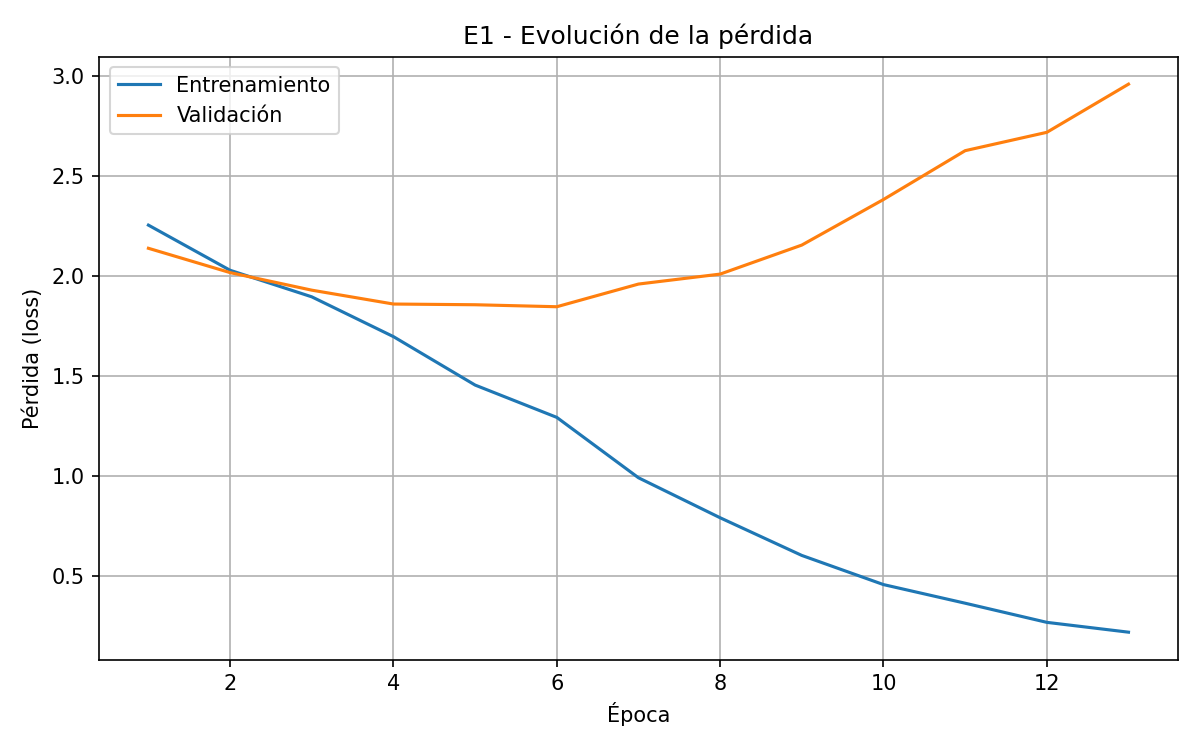 E1 - Evolución de la pérdida
Entrenamiento
Validación
3.0
2.5
2.0
1.5
1.0
0.5
Pérdida (loss)
2 4 6 8 10 12
Época